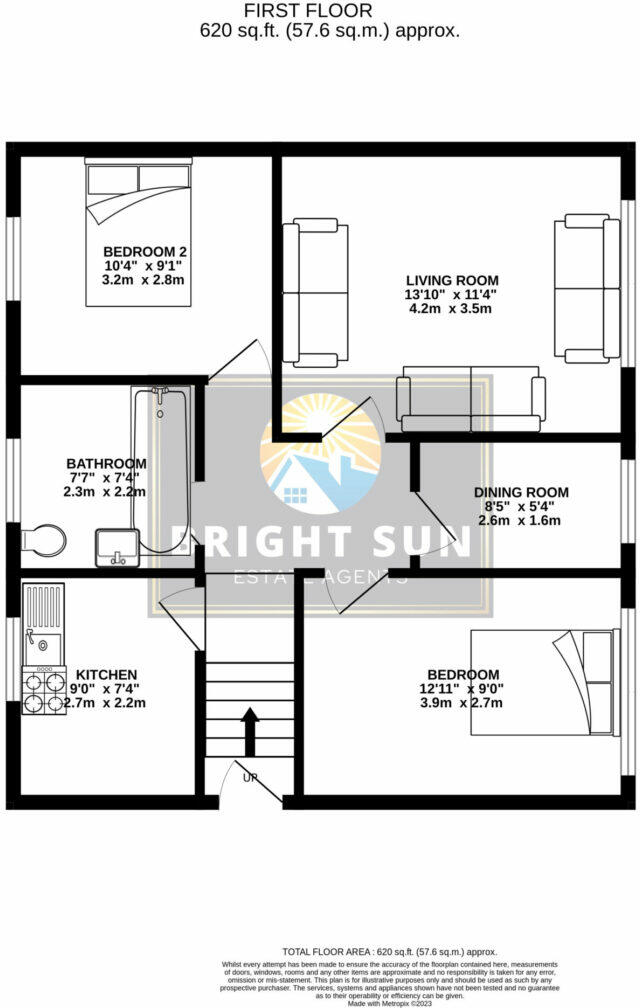 FIRST FLOOR
620 sq.ft. (57.6 sq.m.) approx.
BEDROOM 2
10'4" x 9'1"
3.2m x 2.8m
LIVING ROOM
13'10" x 11'4"
4.2m x 3.5m
BATHROOM
7'7" x 7'4"
2.3m x 2.2m
DINING ROOM
8'5" x 5'4"
2.6m x 1.6m
BRIGHT SUN
ESTATE AGENTS
KITCHEN
9'0" x 7'4"
2.7m x 2.2m
BEDROOM
12'11" x 9'0"
3.9m x 2.7m
UP
TOTAL FLOOR AREA : 620 sq.ft. (57.6 sq.m.) approx.
Whilst every attempt has been made to ensure the accuracy of the floorplan contained here, measurements
of doors, windows, rooms and any other items are approximate and no responsibility is taken for any error,
omission or mis-statement. This plan is for illustrative purposes only and should be used as such by any
prospective purchaser. The services, systems and appliances shown have not been tested and no guarantee
as to their operability or efficiency can be given.
Made with Metropix ©2023